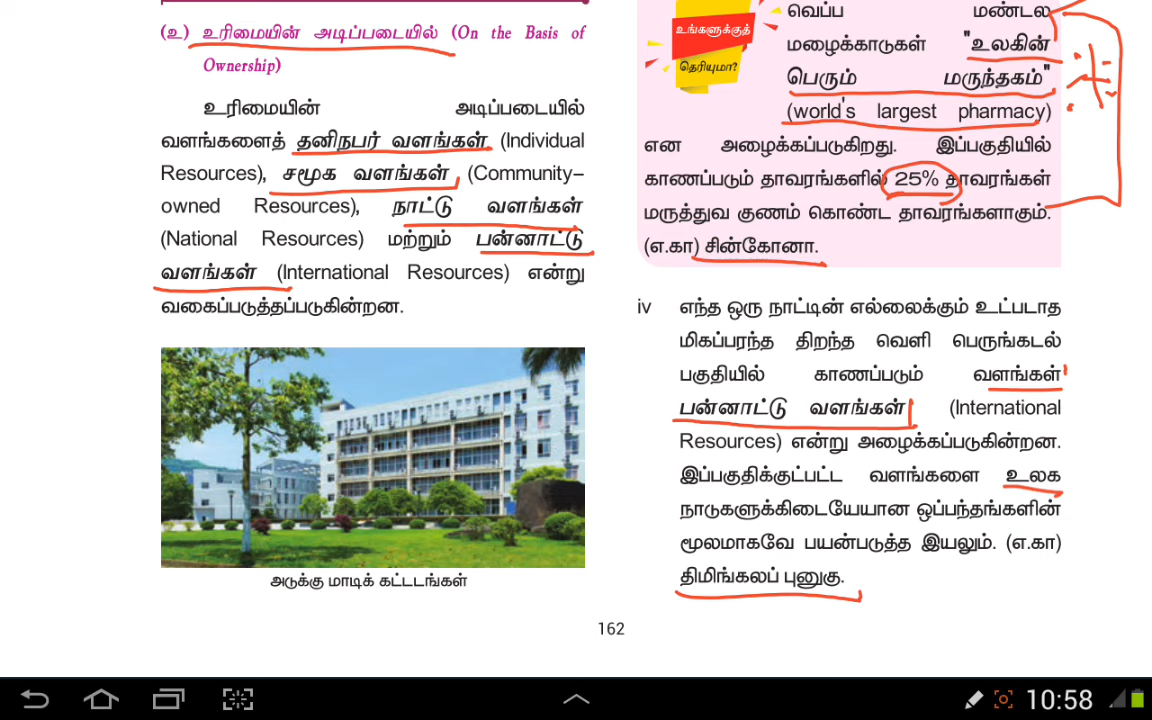 (உ) உரிமையின் அடிப்படையில் (On the Basis of
Ownership)
உரிமையின் அடிப்படையில்
வளங்களைத் தனிநபர் வளங்கள் (Individual
Resources), சமூக வளங்கள் (Community-
owned Resources), நாட்டு வளங்கள்
(National Resources) மற்றும் பன்னாட்டு
வளங்கள் (International Resources) என்று
வகைப்படுத்தப்படுகின்றன.
அடுக்கு மாடிக் கட்டடங்கள்
உங்களுக்குத்
தெரியுமா?
வெப்ப மண்டல
மழைக்காடுகள் "உலகின்
பெரும் மருந்தகம்"
(world's largest pharmacy)
என அழைக்கப்படுகிறது. இப்பகுதியில்
காணப்படும் தாவரங்களில் 25% தாவரங்கள்
மருத்துவ குணம் கொண்ட தாவரங்களாகும்.
(எ.கா) சின்கோனா.
iv எந்த ஒரு நாட்டின் எல்லைக்கும் உட்படாத
மிகப்பரந்த திறந்த வெளி பெருங்கடல்
பகுதியில் காணப்படும் வளங்கள்
பன்னாட்டு வளங்கள் (International
Resources) என்று அழைக்கப்படுகின்றன.
இப்பகுதிக்குட்பட்ட வளங்களை உலக
நாடுகளுக்கிடையேயான ஒப்பந்தங்களின்
மூலமாகவே பயன்படுத்த இயலும். (எ.கா)
திமிங்கலப் புனுகு.
162
10:58